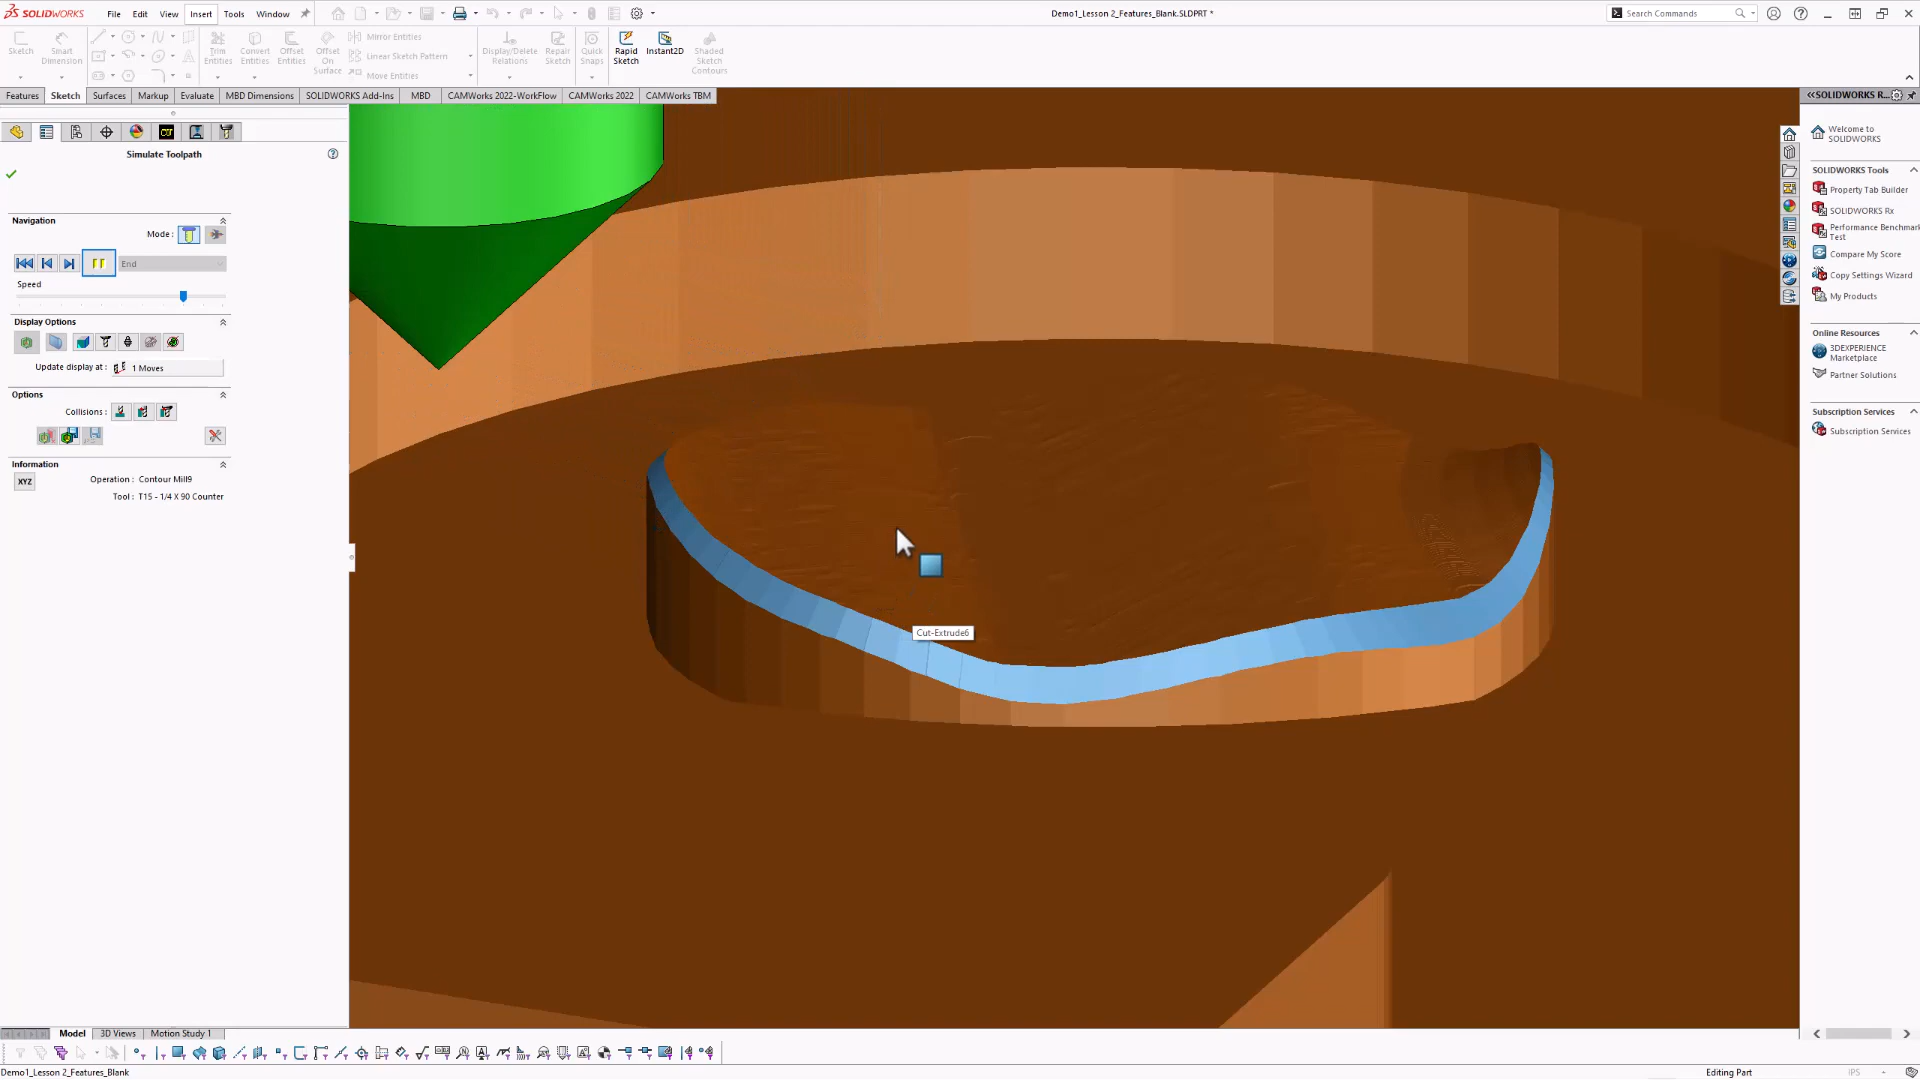 SOLIDWORKS File Edit View Insert Tools Window Demo1_Lesson 2_Features_Blank.SLDPRT * Search Commands
Sketch Smart Dimension Trim Entities Convert Entities Offset Entities Offset On Surface Mirror Entities Linear Sketch Pattern Move Entities Display/Delete Relations Repair Sketch Quick Snaps Rapid Sketch Instant2D Shaded Sketch Contours
Features Sketch Surfaces Markup Evaluate MBD Dimensions SOLIDWORKS Add-Ins MBD CAMWorks 2022-WorkFlow CAMWorks 2022 CAMWorks TBM
Simulate Toolpath
Navigation
Mode :
End
Speed
Display Options
Update display at : 1 Moves
Options
Collisions :
Information
XYZ Operation : Contour Mill9
Tool : T15 - 1/4 X 90 Counter
Cut-Extrude6
SOLIDWORKS R...
Welcome to
SOLIDWORKS
SOLIDWORKS Tools
Property Tab Builder
SOLIDWORKS Rx
Performance Benchmark
Test
Compare My Score
Copy Settings Wizard
My Products
Online Resources
3DEXPERIENCE
Marketplace
Partner Solutions
Subscription Services
Subscription Services
Model 3D Views Motion Study 1
Demo1_Lesson 2_Features_Blank Editing Part IPS